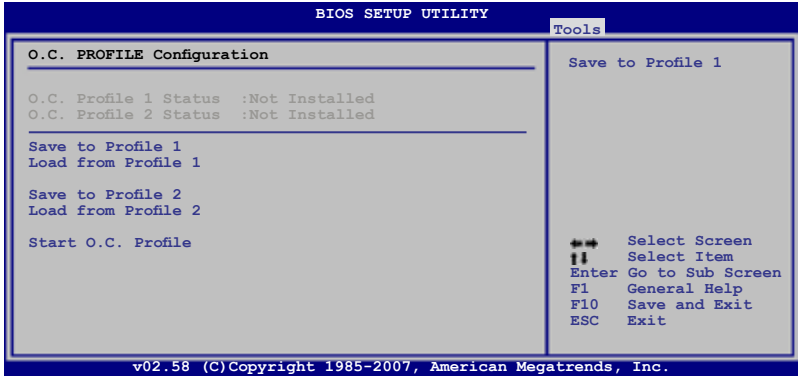 BIOS SETUP UTILITY
Tools
O.C. PROFILE Configuration
O.C. Profile 1 Status :Not Installed
O.C. Profile 2 Status :Not Installed
Save to Profile 1
Load from Profile 1
Save to Profile 2
Load from Profile 2
Start O.C. Profile
Save to Profile 1
Select Screen
Select Item
Enter Go to Sub Screen
F1 General Help
F10 Save and Exit
ESC Exit
v02.58 (C)Copyright 1985-2007, American Megatrends, Inc.